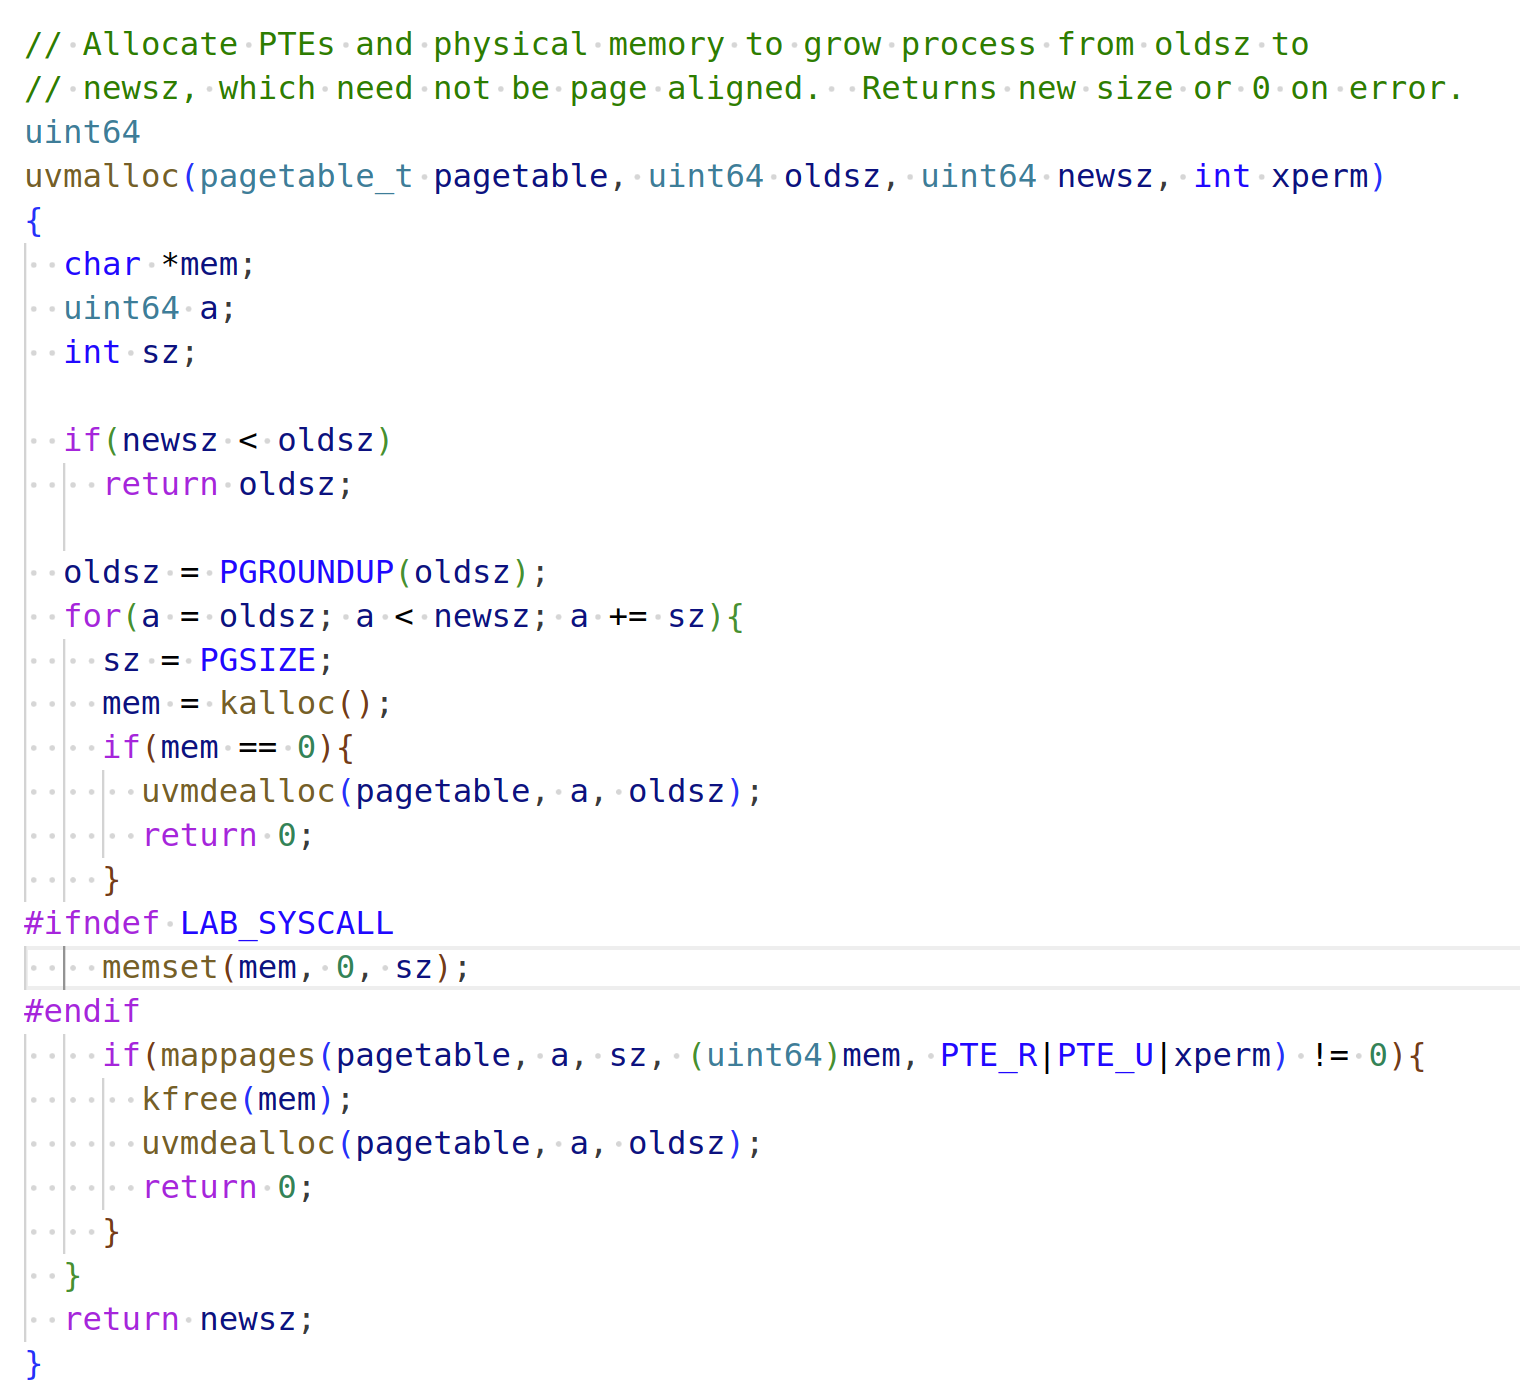 // Allocate PTEs and physical memory to grow process from oldsz to
// newsz, which need not be page aligned.  Returns new size or 0 on error.
uint64
uvmalloc(pagetable_t pagetable, uint64 oldsz, uint64 newsz, int xperm)
{
  char *mem;
  uint64 a;
  int sz;

  if(newsz < oldsz)
    return oldsz;

  oldsz = PGROUNDUP(oldsz);
  for(a = oldsz; a < newsz; a += sz){
    sz = PGSIZE;
    mem = kalloc();
    if(mem == 0){
      uvmdealloc(pagetable, a, oldsz);
      return 0;
    }
#ifndef LAB_SYSCALL
    memset(mem, 0, sz);
#endif
    if(mappages(pagetable, a, sz, (uint64)mem, PTE_R|PTE_U|xperm) != 0){
      kfree(mem);
      uvmdealloc(pagetable, a, oldsz);
      return 0;
    }
  }
  return newsz;
}